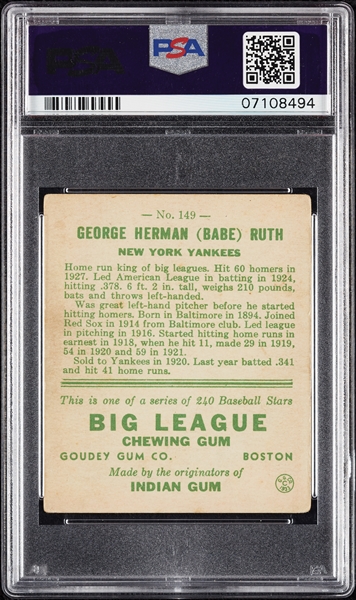 PSA
PSA
07108494
— No. 149 —
GEORGE HERMAN (BABE) RUTH
NEW YORK YANKEES
Home run king of big leagues. Hit 60 homers in
1927. Led American League in batting in 1924,
hitting .378. 6 ft. 2 in. tall, weighs 210 pounds,
bats and throws left-handed.
Was great left-hand pitcher before he started
hitting homers. Born in Baltimore in 1894. Joined
Red Sox in 1914 from Baltimore club. Led league
in pitching in 1916. Started hitting home runs in
earnest in 1918, when he hit 11, made 29 in 1919,
54 in 1920 and 59 in 1921.
Sold to Yankees in 1920. Last year batted .341
and hit 41 home runs.
This is one of a series of 240 Baseball Stars
BIG LEAGUE
CHEWING GUM
GOUDEY GUM CO. BOSTON
Made by the originators of
INDIAN GUM